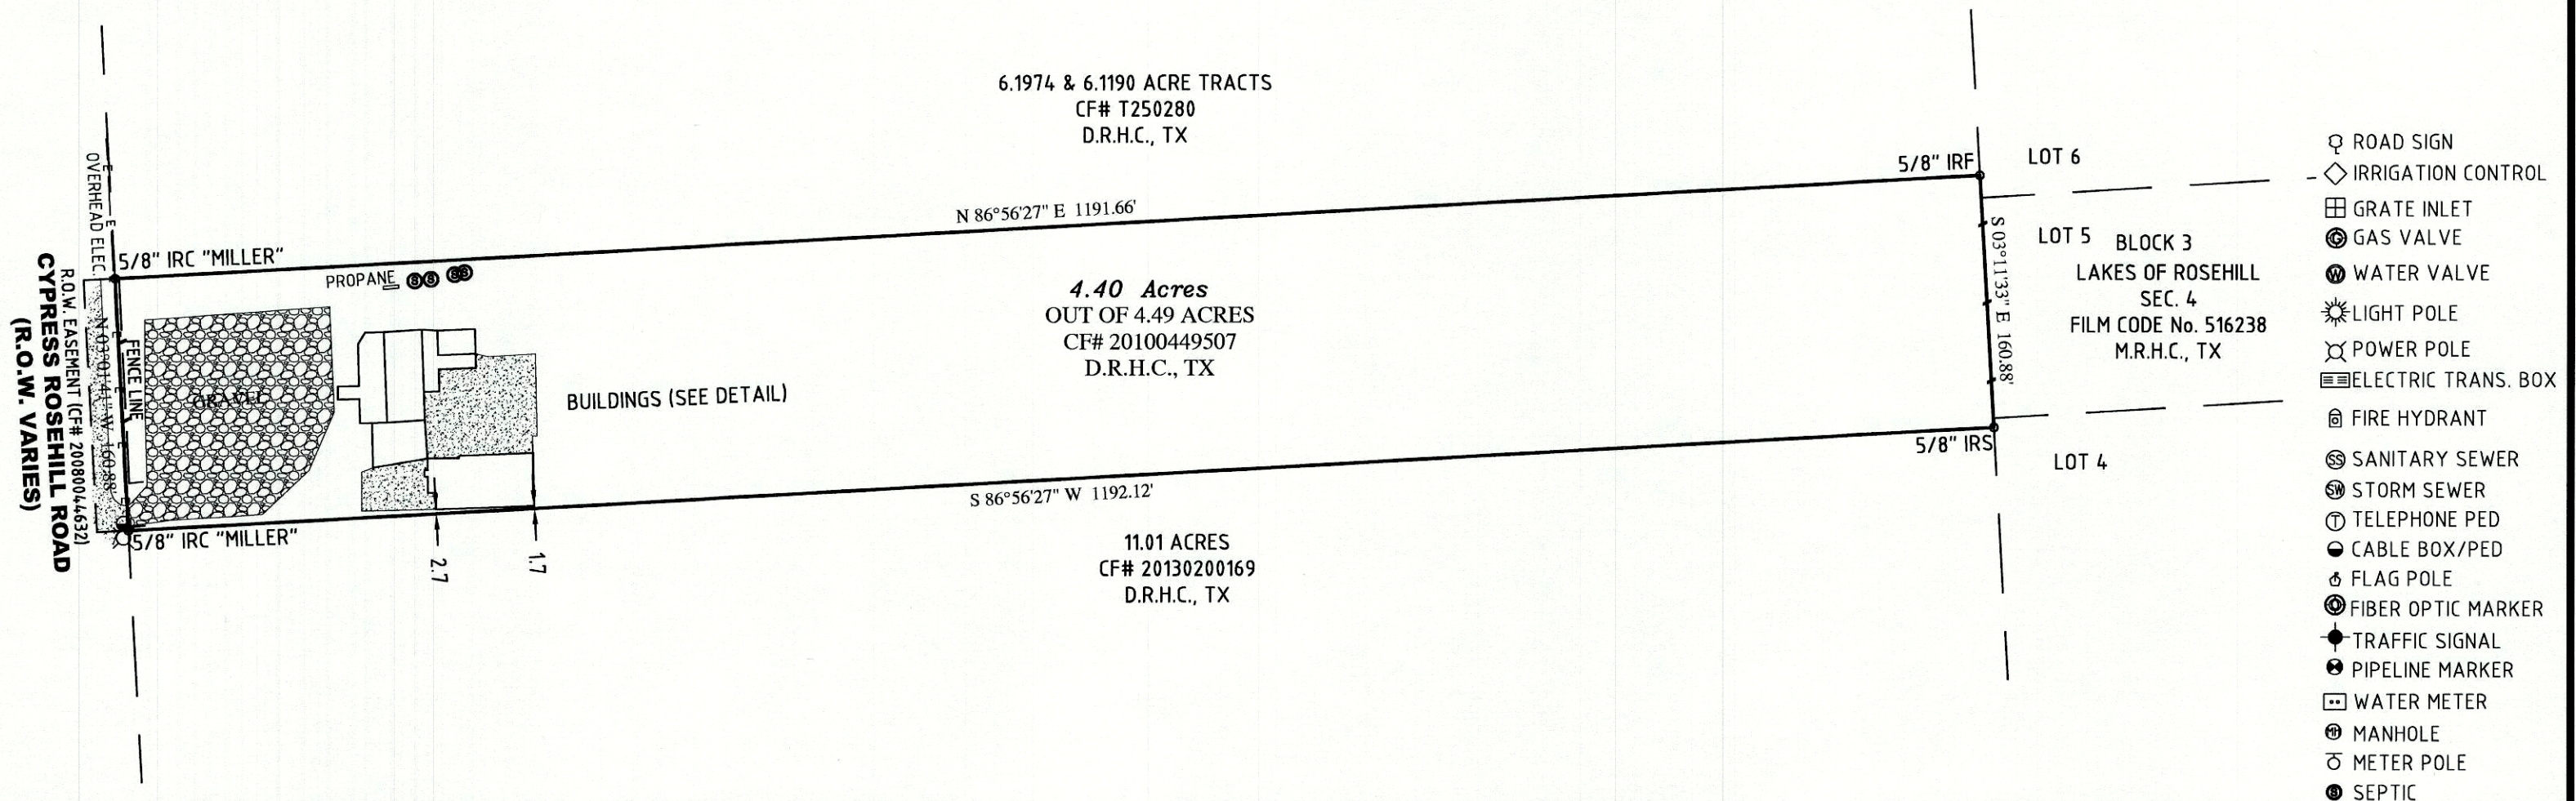 6.1974 & 6.1190 ACRE TRACTS
CF# T250280
D.R.H.C., TX
5/8" IRF
LOT 6
N 86°56'27" E 1191.66'
OVERHEAD ELEC.
E
E
E
E
E
5/8" IRC "MILLER"
PROPANE
S S S S
4.40 Acres
OUT OF 4.49 ACRES
CF# 20100449507
D.R.H.C., TX
S 03°11'33" E 160.88'
LOT 5
BLOCK 3
LAKES OF ROSEHILL
SEC. 4
FILM CODE No. 516238
M.R.H.C., TX
CYPRESS ROSEHILL ROAD
(R.O.W. VARIES)
R.O.W. EASEMENT (CF# 20080044632)
N 03°01'41" W 160.88'
FENCE LINE
GRAVEL
BUILDINGS (SEE DETAIL)
5/8" IRS
LOT 4
S 86°56'27" W 1192.12'
5/8" IRC "MILLER"
2.7
1.7
11.01 ACRES
CF# 20130200169
D.R.H.C., TX
ROAD SIGN
IRRIGATION CONTROL
GRATE INLET
G GAS VALVE
W WATER VALVE
LIGHT POLE
POWER POLE
ELECTRIC TRANS. BOX
FIRE HYDRANT
SS SANITARY SEWER
SW STORM SEWER
T TELEPHONE PED
CABLE BOX/PED
FLAG POLE
FIBER OPTIC MARKER
TRAFFIC SIGNAL
PIPELINE MARKER
WATER METER
MH MANHOLE
METER POLE
S SEPTIC